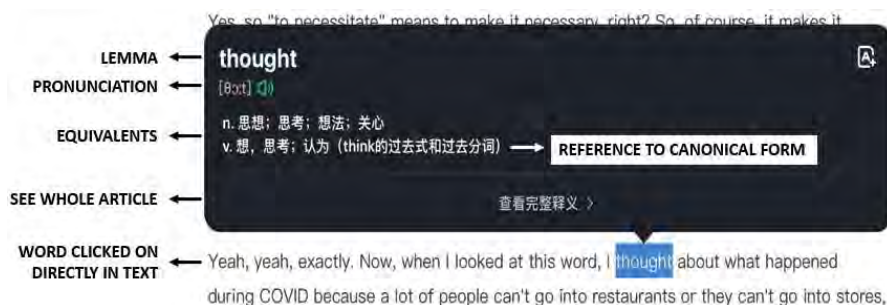 Yes, so "to necessitate" means to make it necessary, right? So, of course, it makes it
LEMMA
thought
PRONUNCIATION
[θɔːt]
EQUIVALENTS
n. 思想；思考；想法；关心
v. 想，思考；认为（think的过去式和过去分词）
REFERENCE TO CANONICAL FORM
SEE WHOLE ARTICLE
查看完整释义 >
WORD CLICKED ON
DIRECTLY IN TEXT
Yeah, yeah, exactly. Now, when I looked at this word, I thought about what happened
during COVID because a lot of people can't go into restaurants or they can't go into stores,